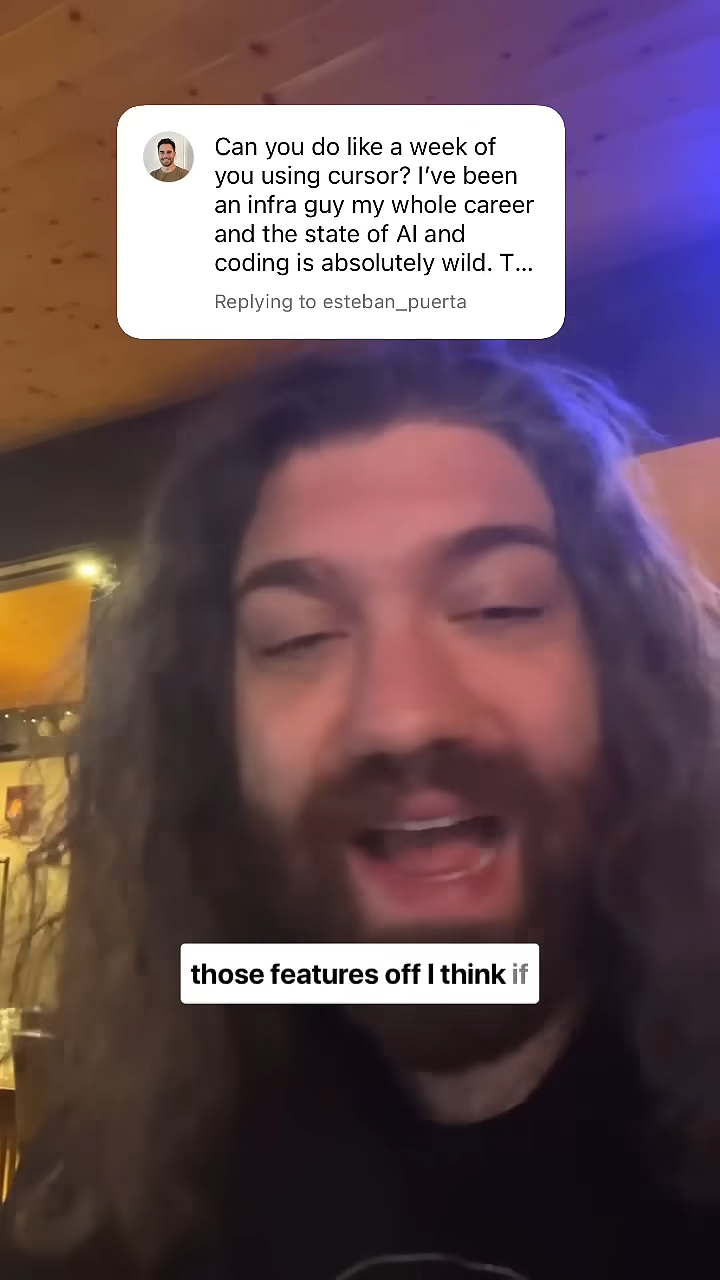 Can you do like a week of
you using cursor? I’ve been
an infra guy my whole career
and the state of AI and
coding is absolutely wild. T...
Replying to esteban_puerta
those features off I think if